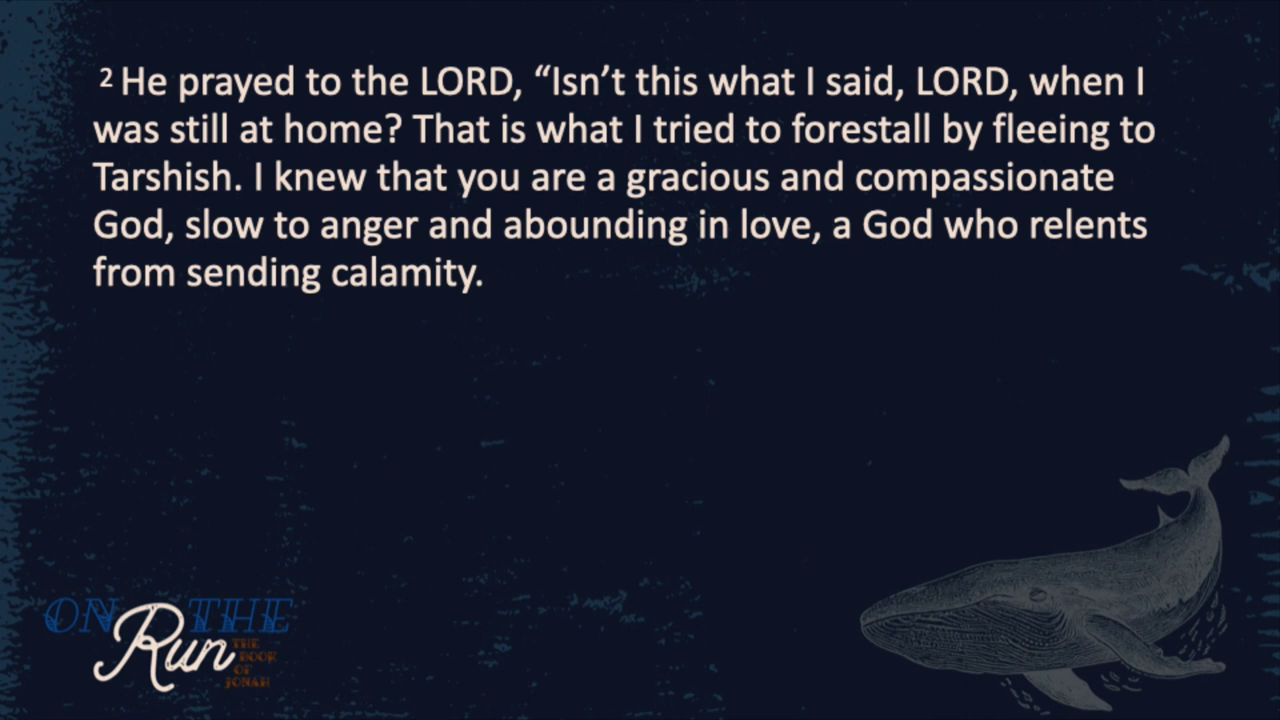 2 He prayed to the LORD, “Isn’t this what I said, LORD, when I
was still at home? That is what I tried to forestall by fleeing to
Tarshish. I knew that you are a gracious and compassionate
God, slow to anger and abounding in love, a God who relents
from sending calamity.
ON THE
Run
THE
BOOK
OF
JONAH